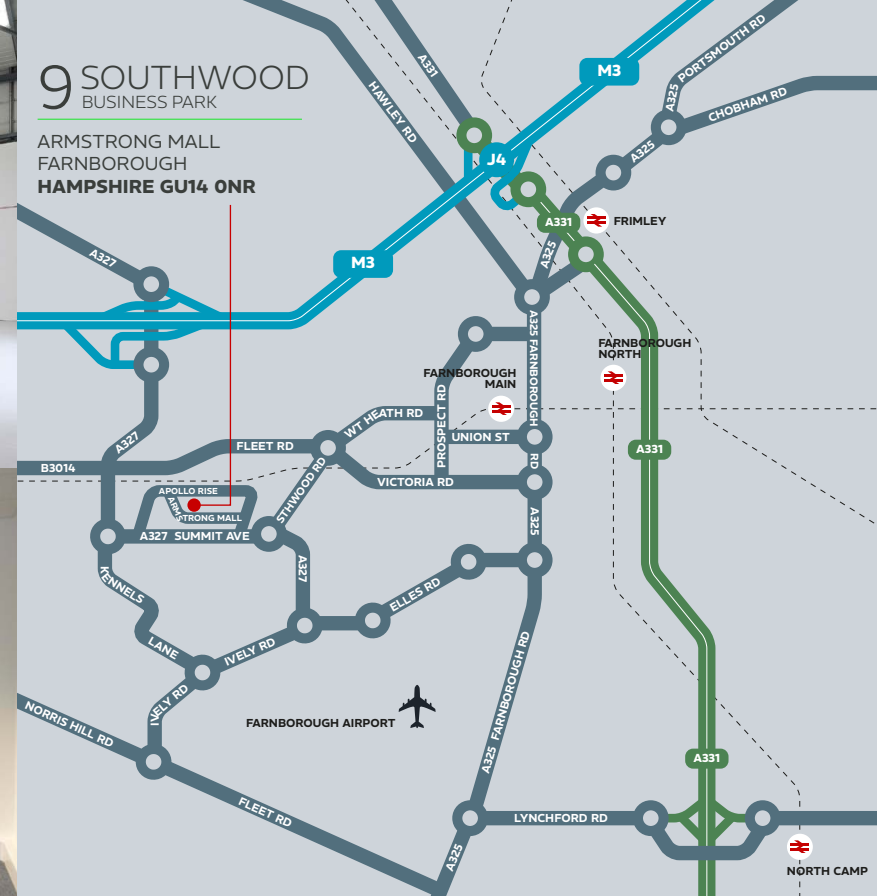 9 SOUTHWOOD
BUSINESS PARK
ARMSTRONG MALL
FARNBOROUGH
HAMPSHIRE GU14 0NR
A331
HAWLEY RD
M3
J4
A325 PORTSMOUTH RD
CHOBHAM RD
A325
A331
FRIMLEY
A325
M3
A327
A325 FARNBOROUGH RD
FARNBOROUGH
NORTH
FARNBOROUGH
MAIN
PROSPECT RD
WT HEATH RD
UNION ST
A327
FLEET RD
B3014
VICTORIA RD
A331
STHWOOD RD
APOLLO RISE
ARMSTRONG MALL
A327 SUMMIT AVE
A325
A327
KENNELS LANE
ELLES RD
IVELY RD
IVELY RD
NORRIS HILL RD
FARNBOROUGH AIRPORT
A325 FARNBOROUGH RD
A331
FLEET RD
LYNCHFORD RD
A325
NORTH CAMP